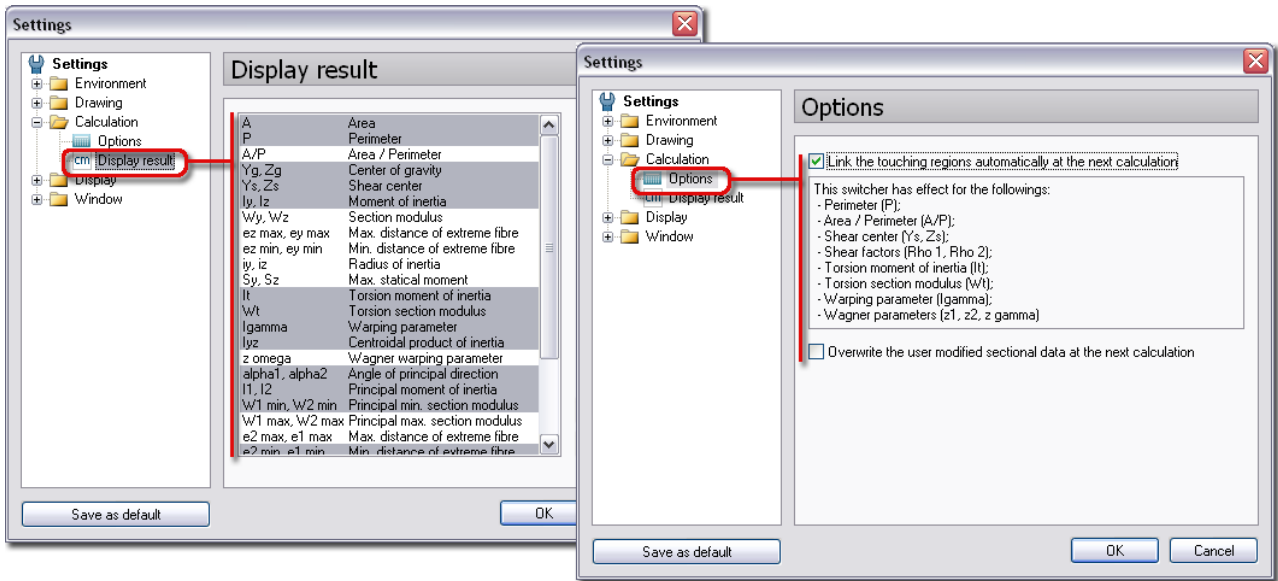 Settings
Settings
Environment
Drawing
Calculation
Options
cm Display result
Display
Window
Save as default
Display result
A Area
P Perimeter
A/P Area / Perimeter
Yg, Zg Center of gravity
Ys, Zs Shear center
Iy, Iz Moment of inertia
Wy, Wz Section modulus
ez max, ey max Max. distance of extreme fibre
ez min, ey min Min. distance of extreme fibre
iy, iz Radius of inertia
Sy, Sz Max. statical moment
It Torsion moment of inertia
Wt Torsion section modulus
Igamma Warping parameter
Iyz Centroidal product of inertia
z omega Wagner warping parameter
alpha1, alpha2 Angle of principal direction
I1, I2 Principal moment of inertia
W1 min, W2 min Principal min. section modulus
W1 max, W2 max Principal max. section modulus
e2 max, e1 max Max. distance of extreme fibre
e2 min, e1 min Min. distance of extreme fibre
OK
Settings
Settings
Environment
Drawing
Calculation
Options
cm Display result
Display
Window
Save as default
Options
Link the touching regions automatically at the next calculation
This switcher has effect for the followings:
- Perimeter (P);
- Area / Perimeter (A/P);
- Shear center (Ys, Zs);
- Shear factors (Rho 1, Rho 2);
- Torsion moment of inertia (It);
- Torsion section modulus (Wt);
- Warping parameter (Igamma);
- Wagner parameters (z1, z2, z gamma)
Overwrite the user modified sectional data at the next calculation
OK
Cancel